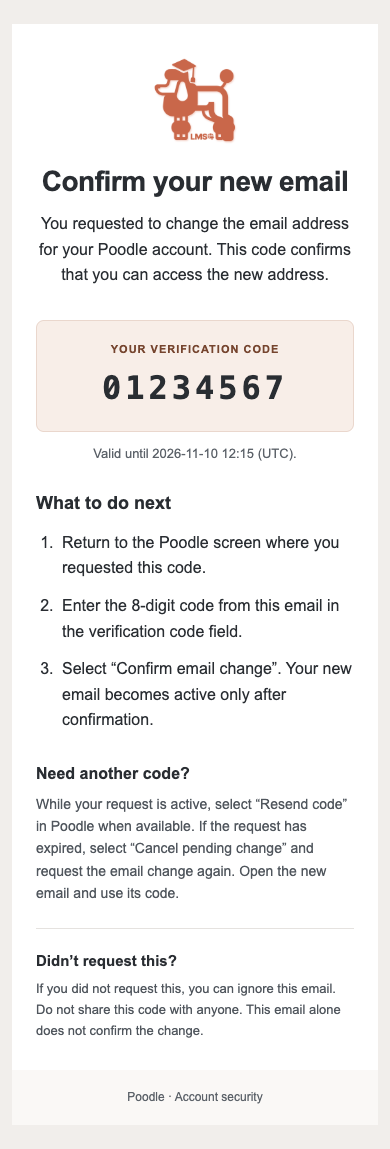 LMS
Confirm your new email
You requested to change the email address
for your Poodle account. This code confirms
that you can access the new address.
YOUR VERIFICATION CODE
01234567
Valid until 2026-11-10 12:15 (UTC).
What to do next
1. Return to the Poodle screen where you
requested this code.
2. Enter the 8-digit code from this email in
the verification code field.
3. Select “Confirm email change”. Your new
email becomes active only after
confirmation.
Need another code?
While your request is active, select “Resend code”
in Poodle when available. If the request has
expired, select “Cancel pending change” and
request the email change again. Open the new
email and use its code.
Didn’t request this?
If you did not request this, you can ignore this email.
Do not share this code with anyone. This email alone
does not confirm the change.
Poodle · Account security